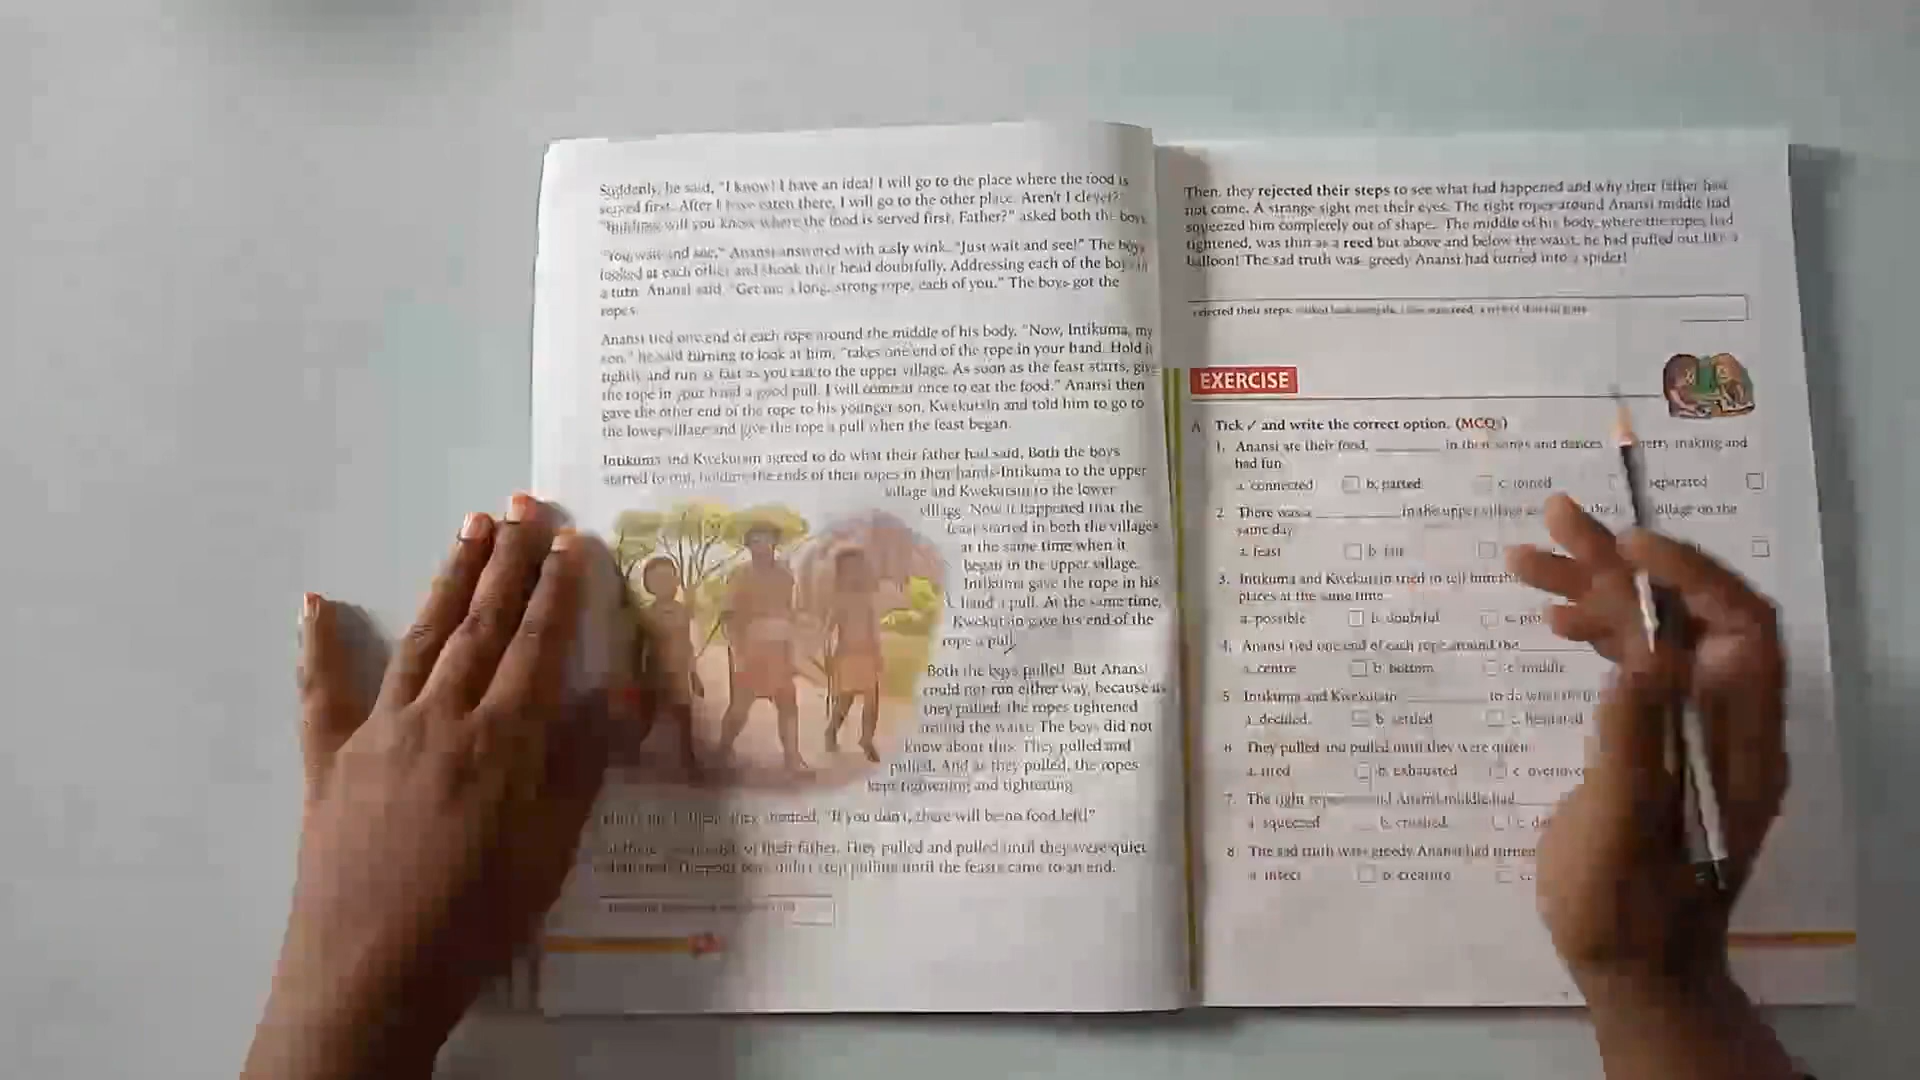 Suddenly, he said, "I know! I have an idea! I will go to the place where the food is
served first. After I have eaten there, I will go to the other place. Aren't I clever?"
will you know where the food is served first, Father?" asked both the boys
"You wait and see," Anansi answered with a sly wink. "Just wait and see!" The boys
looked at each other and shook their head doubtfully. Addressing each of the boys in
a turn Anansi said, "Get me a long, strong rope, each of you." The boys got the
ropes.
Anansi tied one end of each rope around the middle of his body. "Now, Intikuma, my
son," he said turning to look at him, "takes one end of the rope in your hand. Hold it
tightly and run as fast as you can to the upper village. As soon as the feast starts, give
the rope in your hand a good pull. I will come at once to eat the food." Anansi then
gave the other end of the rope to his younger son, Kwekutsin and told him to go to
the lower village and give the rope a pull when the feast began.
Intikuma and Kwekutsin agreed to do what their father had said. Both the boys
started to run, holding the ends of their ropes in their hands-Intikuma to the upper
village and Kwekutsin to the lower
village. Now it happened that the
feast started in both the villages
at the same time when it
began in the upper village.
Intikuma gave the rope in his
hand a pull. At the same time,
Kwekutsin gave his end of the
rope a pull.
Both the boys pulled. But Anansi
could not run either way, because as
they pulled, the ropes tightened
around the waist. The boys did not
know about this. They pulled and
pulled. And as they pulled, the ropes
kept tightening and tightening
they shouted, "If you don't, there will be no food left!"
of their father. They pulled and pulled until they were quiet
stop pulling until the feasts came to an end.
Then, they rejected their steps to see what had happened and why their father had
not come. A strange sight met their eyes. The tight ropes around Anansi middle had
squeezed him completely out of shape. The middle of his body, where the ropes had
tightened, was thin as a reed but above and below the waist, he had puffed out like a
balloon! The sad truth was greedy Anansi had turned into a spider!
rejected their steps:
EXERCISE
A. Tick ✓ and write the correct option. (MCQs)
1. Anansi ate their food, ________ in their songs and dances merry making and
had fun
a. connected b. parted c. joined separated
2. There was a ________ in the upper village village on the
same day
a. feast b. fair
3. Intikuma and Kwekutsin tried to tell him
places at the same time
a. possible b. doubtful c.
4. Anansi tied one end of each rope around the ________
a. centre b. bottom c. middle
5. Intikuma and Kwekutsin ________ to do what
a. decided b. settled c. hesitated
6. They pulled and pulled until they were quiet
a. tired b. exhausted c.
7. The tight ropes Anansi middle had ________
a. squeezed b. crushed c.
8. The sad truth was greedy Anansi had turned
a. insect b. creature c.